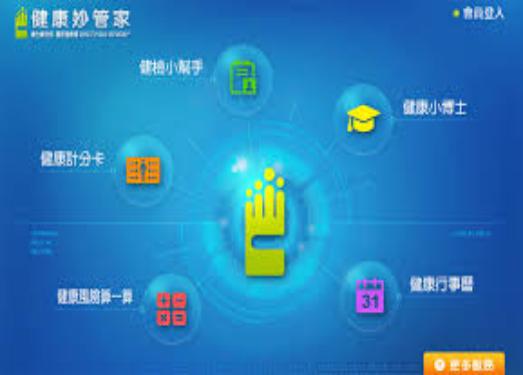 健康妙管家
會員登入
健檢小幫手
健康小博士
健康計分卡
健康風險算一算
31
健康行事曆
更多服務